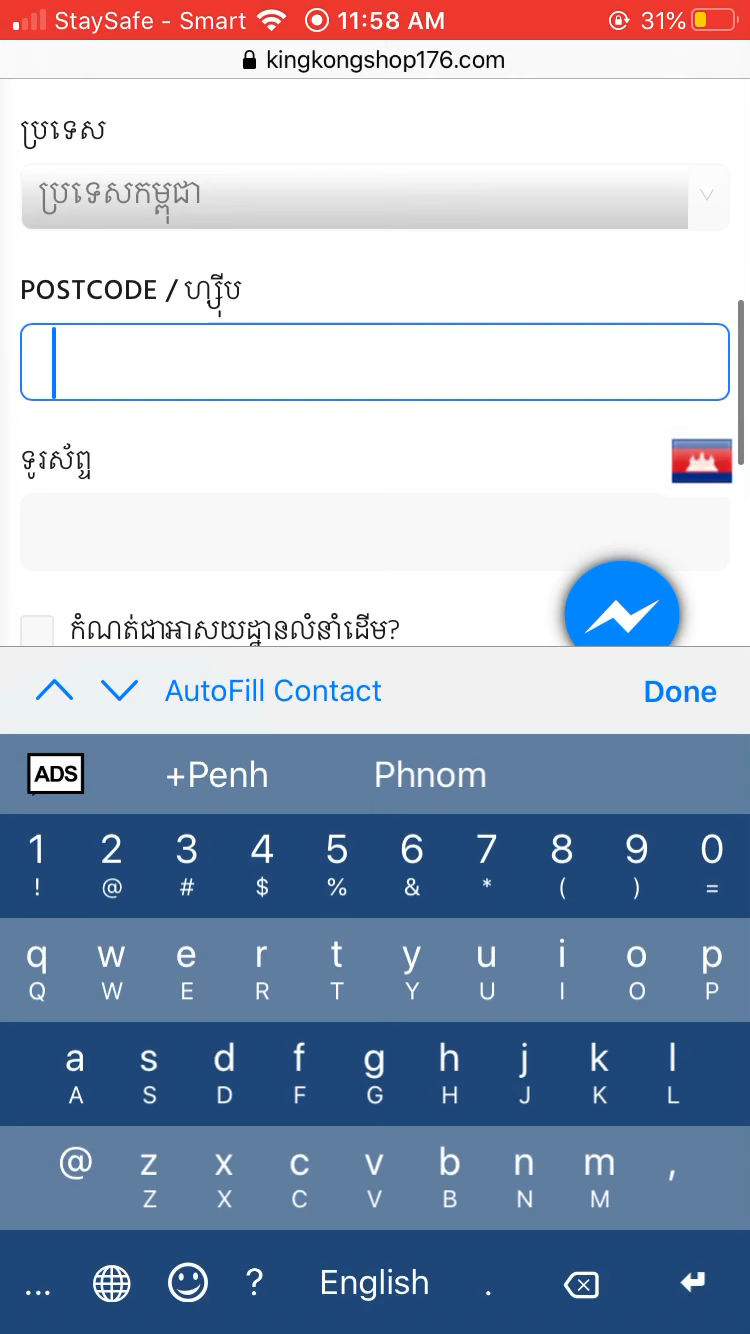 StaySafe - Smart 11:58 AM 31%
kingkongshop176.com
ប្រទេស
ប្រទេសកម្ពុជា
POSTCODE / ហ្ស៊ីប
ទូរស័ព្ទ
កំណត់ជាអាសយដ្ឋានលំនាំដើម?
AutoFill Contact Done
ADS +Penh Phnom
1 2 3 4 5 6 7 8 9 0
! @ # $ % & * ( ) =
q w e r t y u i o p
Q W E R T Y U I O P
a s d f g h j k l
A S D F G H J K L
@ z x c v b n m ,
Z X C V B N M
... ? English .